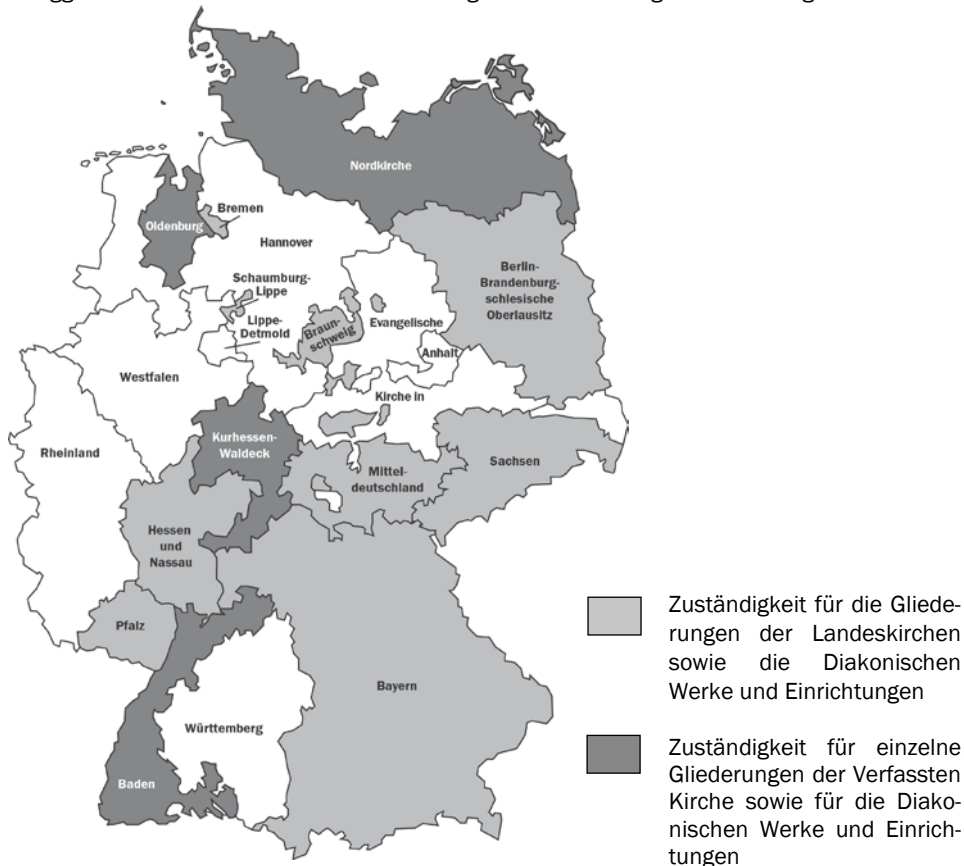 Nordkirche
Oldenburg
Bremen
Hannover
Schaumburg-
Lippe
Lippe-
Detmold
Braun-
schweig
Evangelische
Anhalt
Kirche in
Berlin-
Brandenburg-
schlesische
Oberlausitz
Westfalen
Rheinland
Kurhessen-
Waldeck
Mittel-
deutschland
Sachsen
Hessen
und
Nassau
Pfalz
Bayern
Württemberg
Baden
Zuständigkeit für die Gliede-
rungen der Landeskirchen
sowie die Diakonischen
Werke und Einrichtungen
Zuständigkeit für einzelne
Gliederungen der Verfassten
Kirche sowie für die Diako-
nischen Werke und Einrich-
tungen